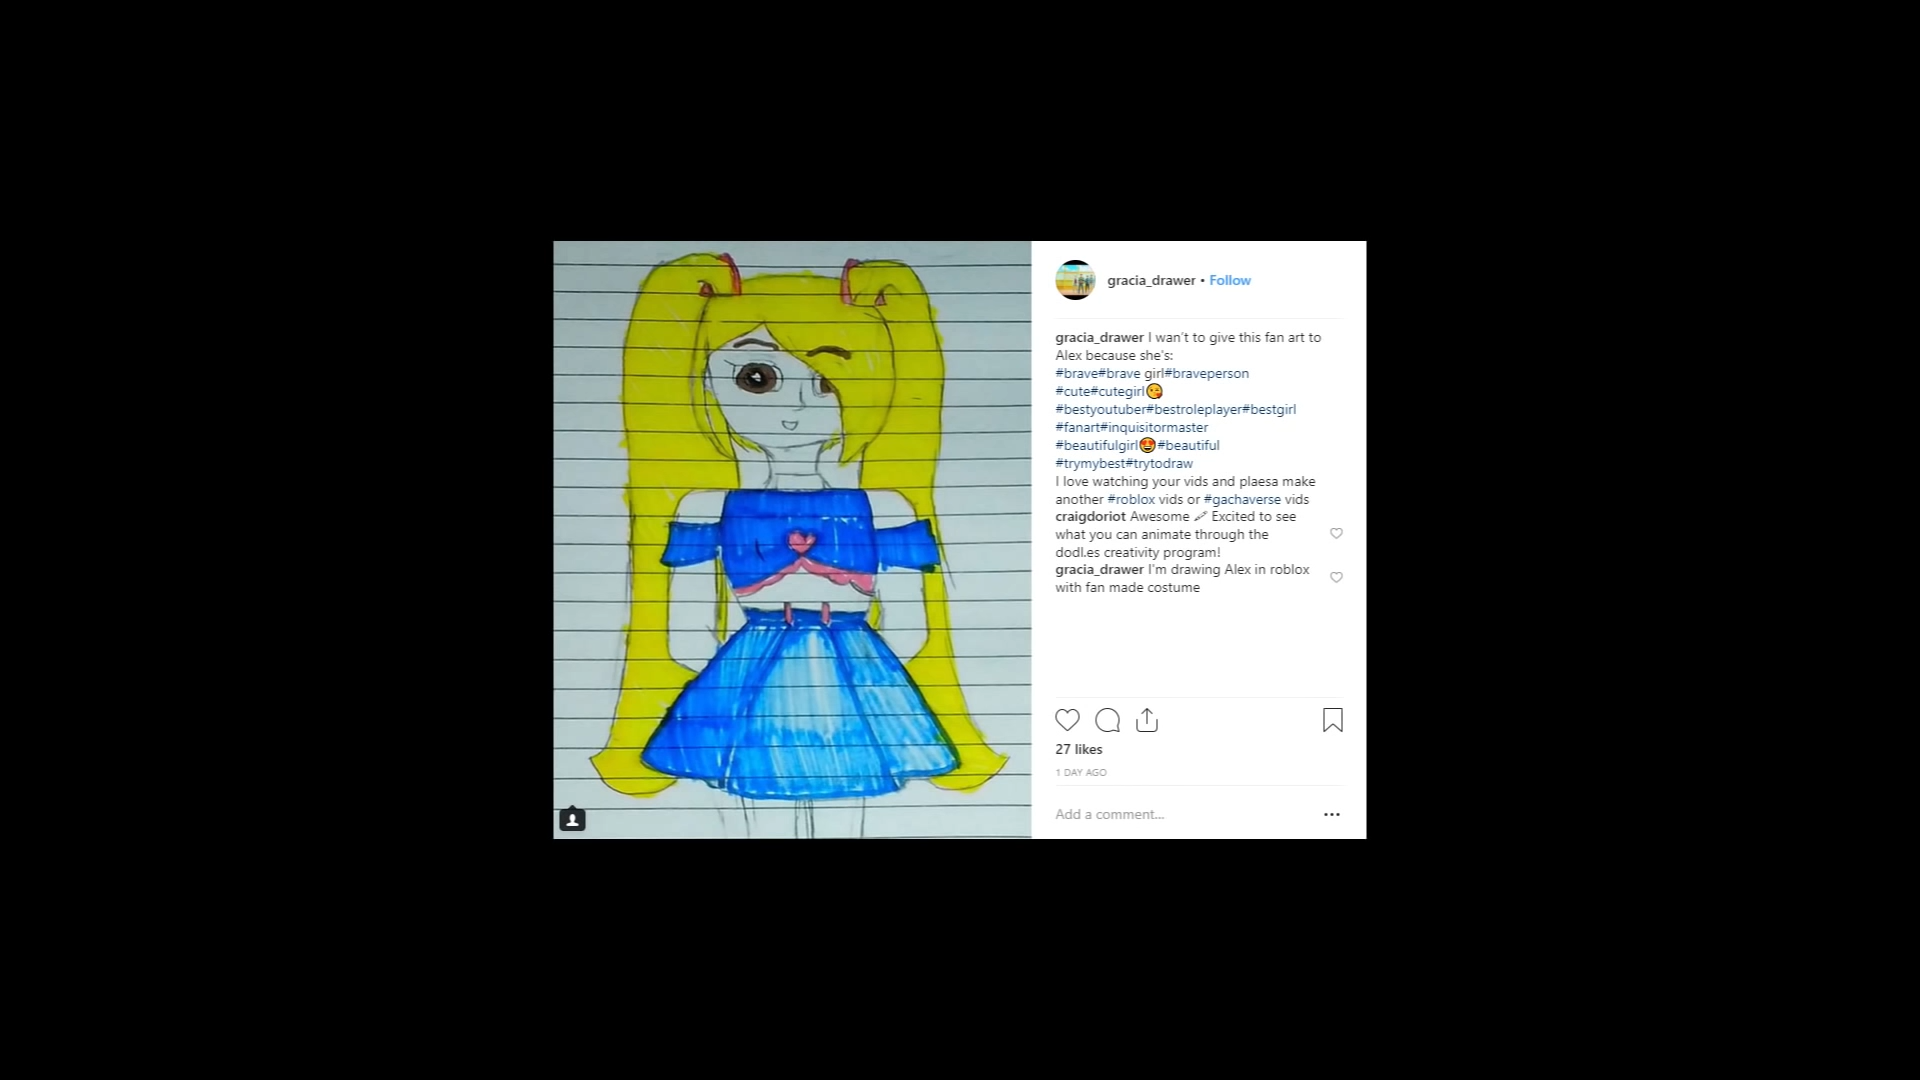 gracia_drawer • Follow
gracia_drawer I wan't to give this fan art to
Alex because she's:
#brave#brave girl#braveperson
#cute#cutegirl😘
#bestyoutuber#bestroleplayer#bestgirl
#fanart#inquisitormaster
#beautifulgirl😍#beautiful
#trymybest#trytodraw
I love watching your vids and plaesa make
another #roblox vids or #gachaverse vids
craigdoriot Awesome 🖊 Excited to see
what you can animate through the
dodl.es creativity program!
gracia_drawer I'm drawing Alex in roblox
with fan made costume
27 likes
1 DAY AGO
Add a comment...